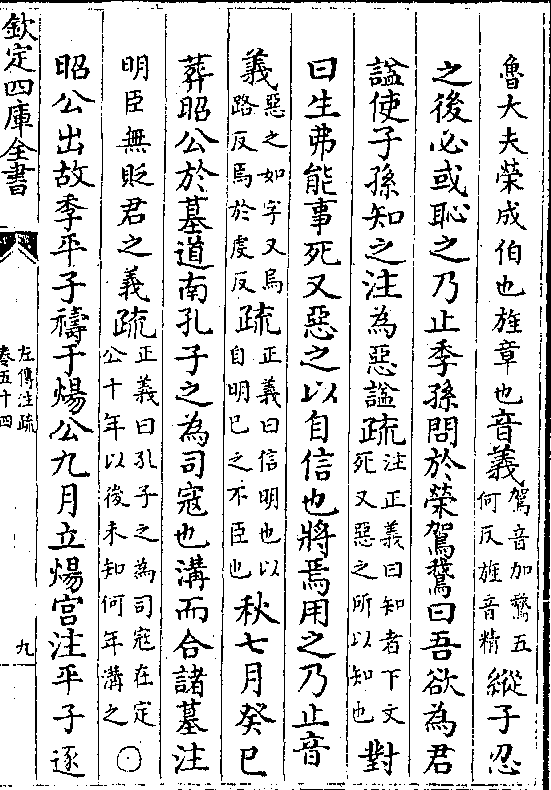 魯大夫榮成伯也旌章也音義駕音加鵞五何反旌音精縱子忍
之後必或恥之乃止季孫問於榮駕鵞曰吾欲為君
諡使子孫知之注為惡諡疏注正義曰知者下文死又惡之所以知也對
曰生弗能事死又惡之以自信也將焉用之乃止音
義惡之如字又烏路反焉於虔反疏正義曰信明也以自明已之不臣也秋七月癸巳
葬昭公於墓道南孔子之為司寇也溝而合諸墓注
明臣無貶君之義疏正義曰孔子之為司寇在定公十年以後未知何年溝之〇
昭公出故季平子禱于煬公九月立煬宮注平子逐
欽定四庫全書
左傳注疏
卷五十四
九